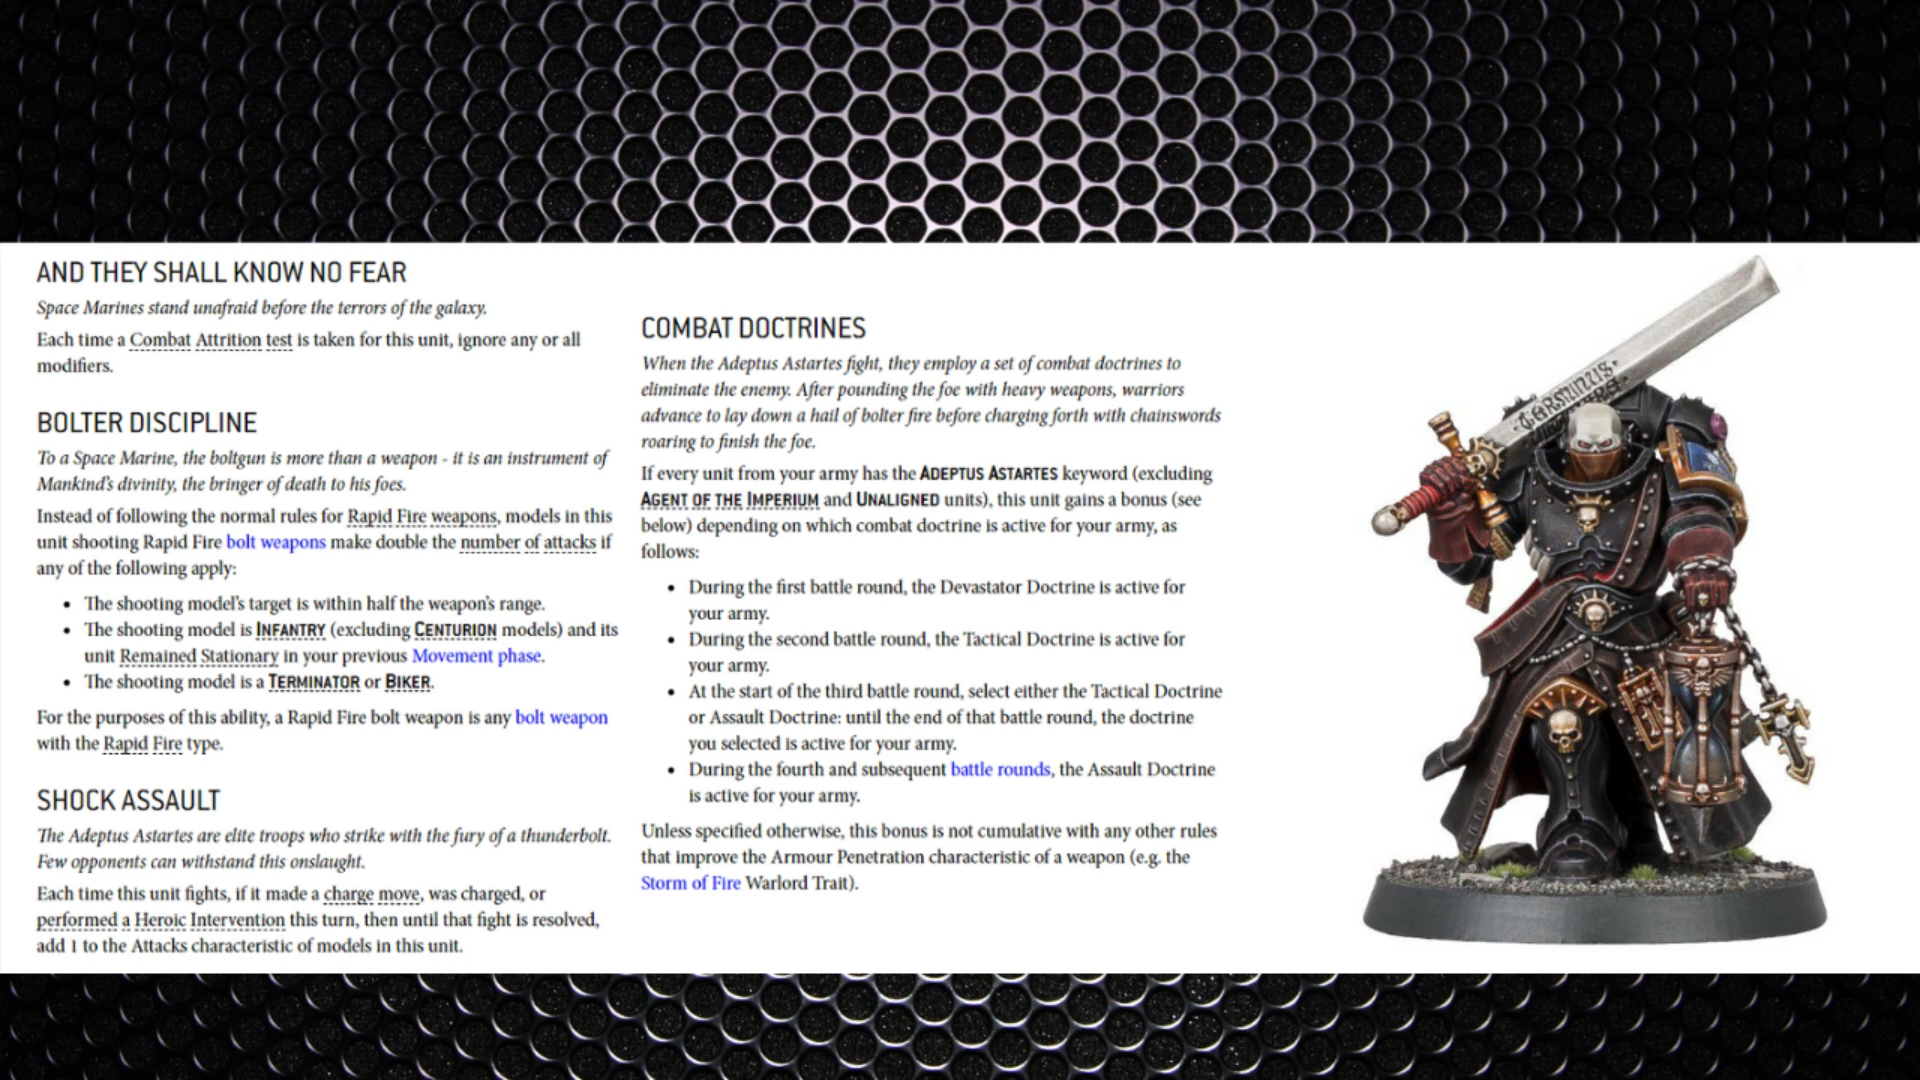 AND THEY SHALL KNOW NO FEAR
Space Marines stand unafraid before the terrors of the galaxy.
Each time a Combat Attrition test is taken for this unit, ignore any or all
modifiers.
BOLTER DISCIPLINE
To a Space Marine, the boltgun is more than a weapon - it is an instrument of
Mankind's divinity, the bringer of death to his foes.
Instead of following the normal rules for Rapid Fire weapons, models in this
unit shooting Rapid Fire bolt weapons make double the number of attacks if
any of the following apply:
• The shooting model's target is within half the weapon's range.
• The shooting model is INFANTRY (excluding CENTURION models) and its
unit Remained Stationary in your previous Movement phase.
• The shooting model is a TERMINATOR or BIKER.
For the purposes of this ability, a Rapid Fire bolt weapon is any bolt weapon
with the Rapid Fire type.
SHOCK ASSAULT
The Adeptus Astartes are elite troops who strike with the fury of a thunderbolt.
Few opponents can withstand this onslaught.
Each time this unit fights, if it made a charge move, was charged, or
performed a Heroic Intervention this turn, then until that fight is resolved,
add 1 to the Attacks characteristic of models in this unit.
COMBAT DOCTRINES
When the Adeptus Astartes fight, they employ a set of combat doctrines to
eliminate the enemy. After pounding the foe with heavy weapons, warriors
advance to lay down a hail of bolter fire before charging forth with chainswords
roaring to finish the foe.
If every unit from your army has the ADEPTUS ASTARTES keyword (excluding
AGENT OF THE IMPERIUM and UNALIGNED units), this unit gains a bonus (see
below) depending on which combat doctrine is active for your army, as
follows:
• During the first battle round, the Devastator Doctrine is active for
your army.
• During the second battle round, the Tactical Doctrine is active for
your army.
• At the start of the third battle round, select either the Tactical Doctrine
or Assault Doctrine: until the end of that battle round, the doctrine
you selected is active for your army.
• During the fourth and subsequent battle rounds, the Assault Doctrine
is active for your army.
Unless specified otherwise, this bonus is not cumulative with any other rules
that improve the Armour Penetration characteristic of a weapon (e.g. the
Storm of Fire Warlord Trait).